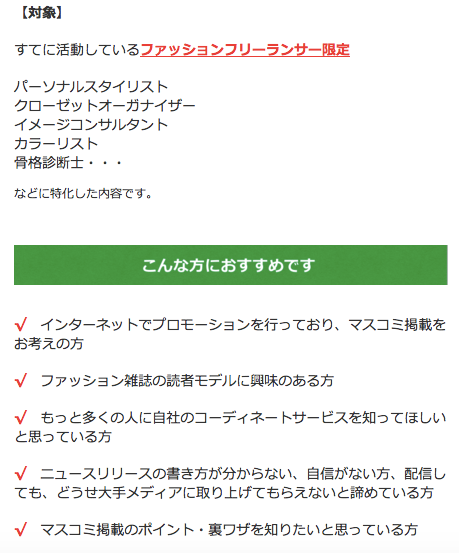 【対象】
すてに活動しているファッションフリーランサー限定
パーソナルスタイリスト
クローゼットオーガナイザー
イメージコンサルタント
カラーリスト
骨格診断士・・・
などに特化した内容です。
こんな方におすすめです
√ インターネットでプロモーションを行っており、マスコミ掲載を
お考えの方
√ ファッション雑誌の読者モデルに興味のある方
√ もっと多くの人に自社のコーディネートサービスを知ってほしい
と思っている方
√ ニュースリリースの書き方が分からない、自信がない方、配信し
ても、どうせ大手メディアに取り上げてもらえないと諦めている方
√ マスコミ掲載のポイント・裏ワザを知りたいと思っている方